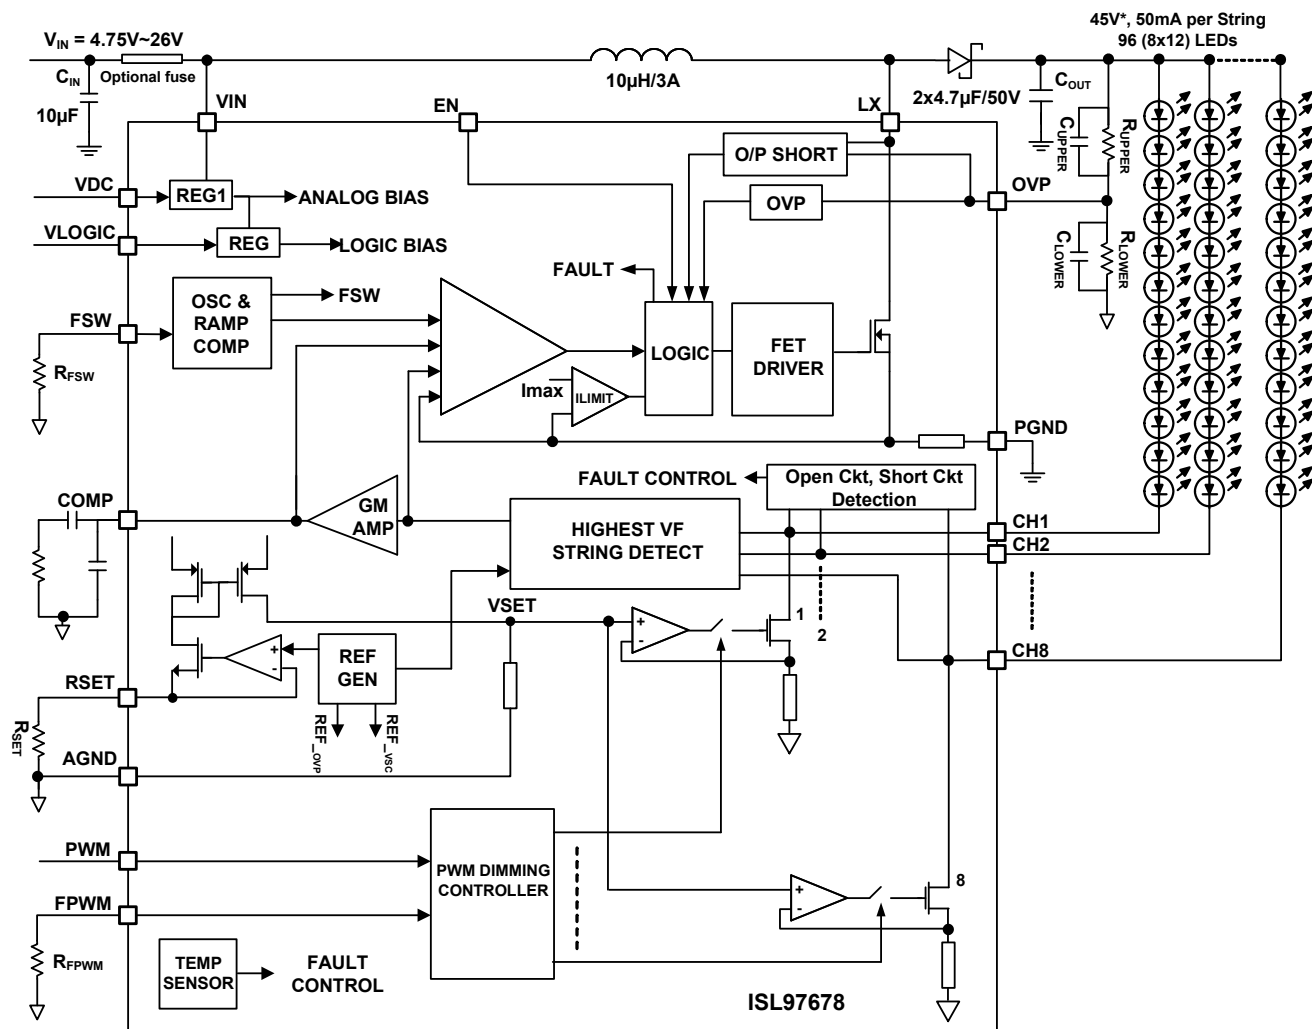 45V*, 50mA per String
96 (8x12) LEDs
VIN = 4.75V~26V
CIN
Optional fuse
10µF
10µH/3A
2x4.7µF/50V
COUT
VIN
EN
LX
CUPPER
RUPPER
O/P SHORT
OVP
OVP
VDC
REG1
ANALOG BIAS
VLOGIC
REG
LOGIC BIAS
CLOWER
RLOWER
FAULT
FSW
OSC &
RAMP
COMP
FSW
RFSW
LOGIC
FET
DRIVER
Imax
ILIMIT
PGND
FAULT CONTROL
Open Ckt, Short Ckt
Detection
COMP
GM
AMP
HIGHEST VF
STRING DETECT
CH1
CH2
VSET
+
-
1
2
+
-
REF
GEN
CH8
RSET
RSET
REF_OVP
REF_VSC
AGND
PWM
PWM DIMMING
CONTROLLER
+
-
8
FPWM
RFPWM
TEMP
SENSOR
FAULT
CONTROL
ISL97678